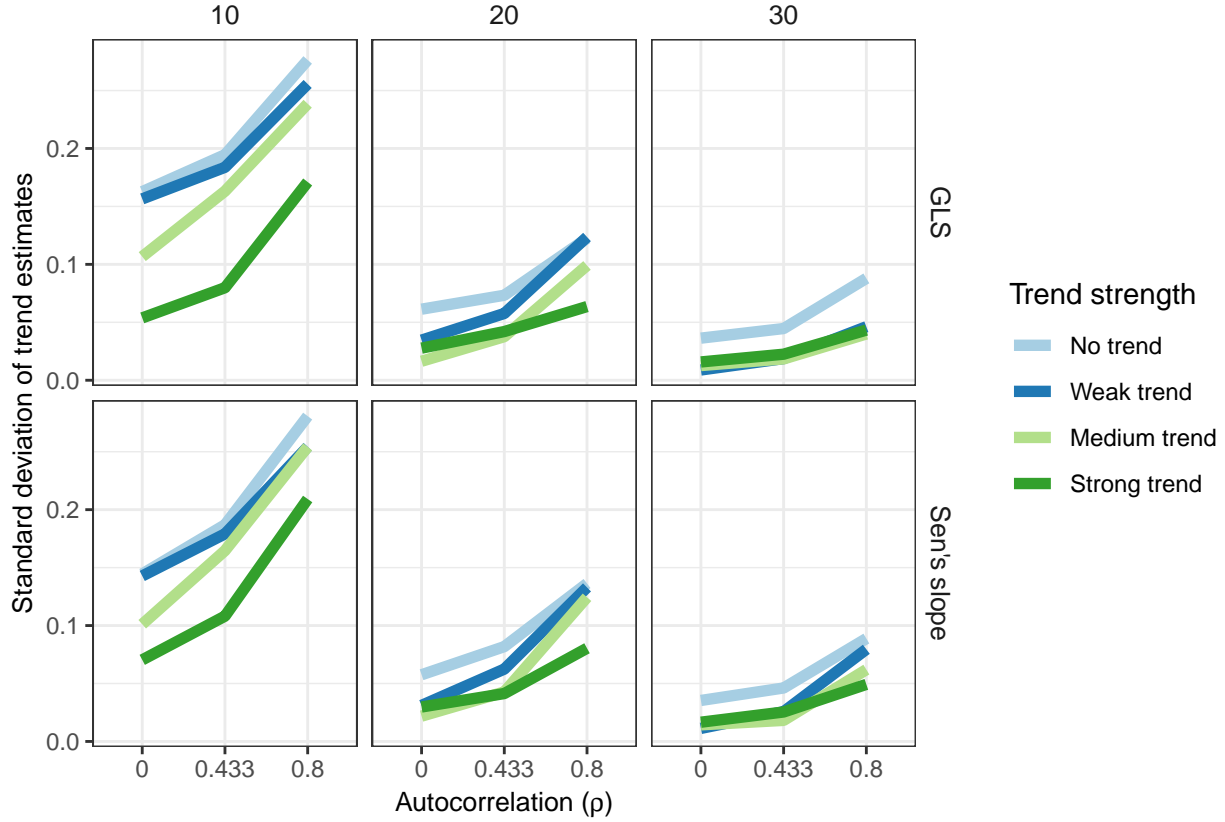 10 20 30
Standard deviation of trend estimates
0.2
0.1
0.0
GLS
0.2
0.1
0.0
Sen's slope
0 0.433 0.8 0 0.433 0.8 0 0.433 0.8
Autocorrelation (ρ)
Trend strength
No trend
Weak trend
Medium trend
Strong trend